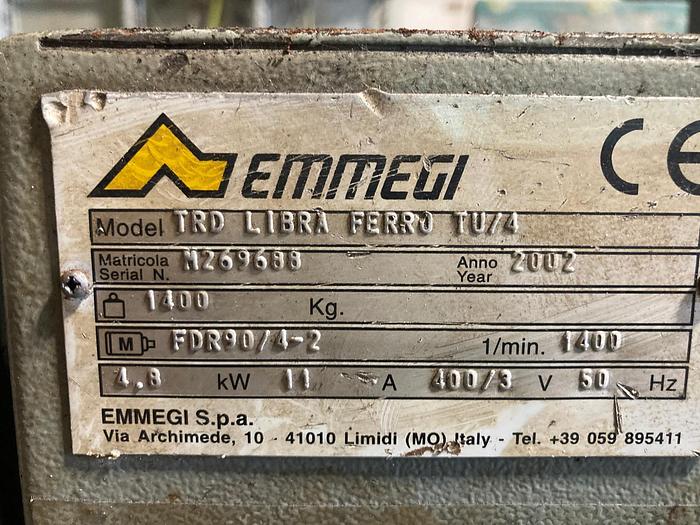 EMMEGI CE
Model TRD LIBRA FERRO TU/4
Matricola Serial N. M269688 Anno Year 2002
1400 Kg.
M FDR90/4-2 1/min. 1400
4,8 kW 11 A 400/3 V 50 Hz
EMMEGI S.p.a.
Via Archimede, 10 - 41010 Limidi (MO) Italy - Tel. +39 059 895411